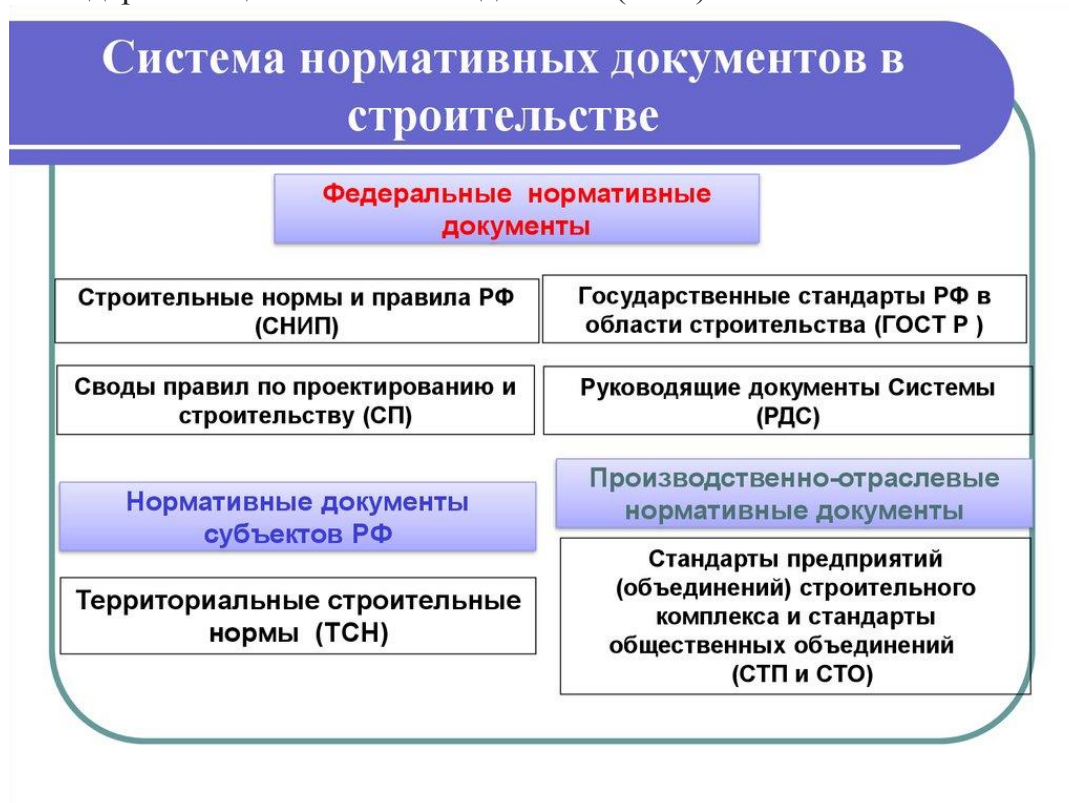 Система нормативных документов в
строительстве
Федеральные нормативные
документы
Строительные нормы и правила РФ
(СНИП)
Государственные стандарты РФ в
области строительства (ГОСТ Р )
Своды правил по проектированию и
строительству (СП)
Руководящие документы Системы
(РДС)
Нормативные документы
субъектов РФ
Территориальные строительные
нормы (ТСН)
Производственно-отраслевые
нормативные документы
Стандарты предприятий
(объединений) строительного
комплекса и стандарты
общественных объединений
(СТП и СТО)